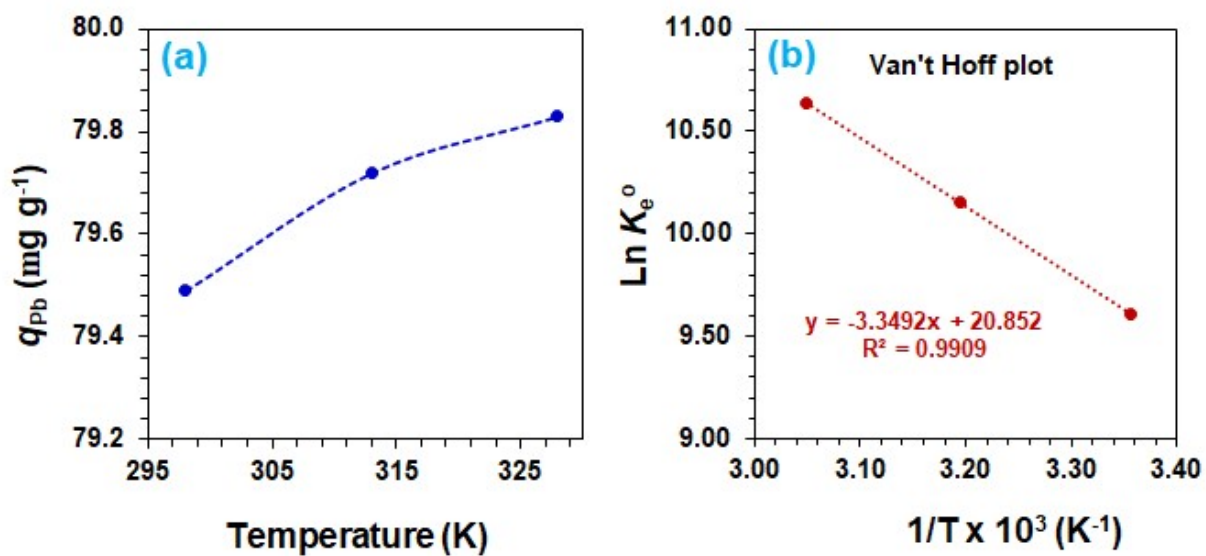 (a)
80.0
79.8
79.6
79.4
79.2
295
305
315
325
qPb (mg g-1)
Temperature (K)
(b)
Van't Hoff plot
11.00
10.50
10.00
9.50
9.00
3.00
3.10
3.20
3.30
3.40
Ln Keo
y = -3.3492x + 20.852
R² = 0.9909
1/T x 10³ (K-1)